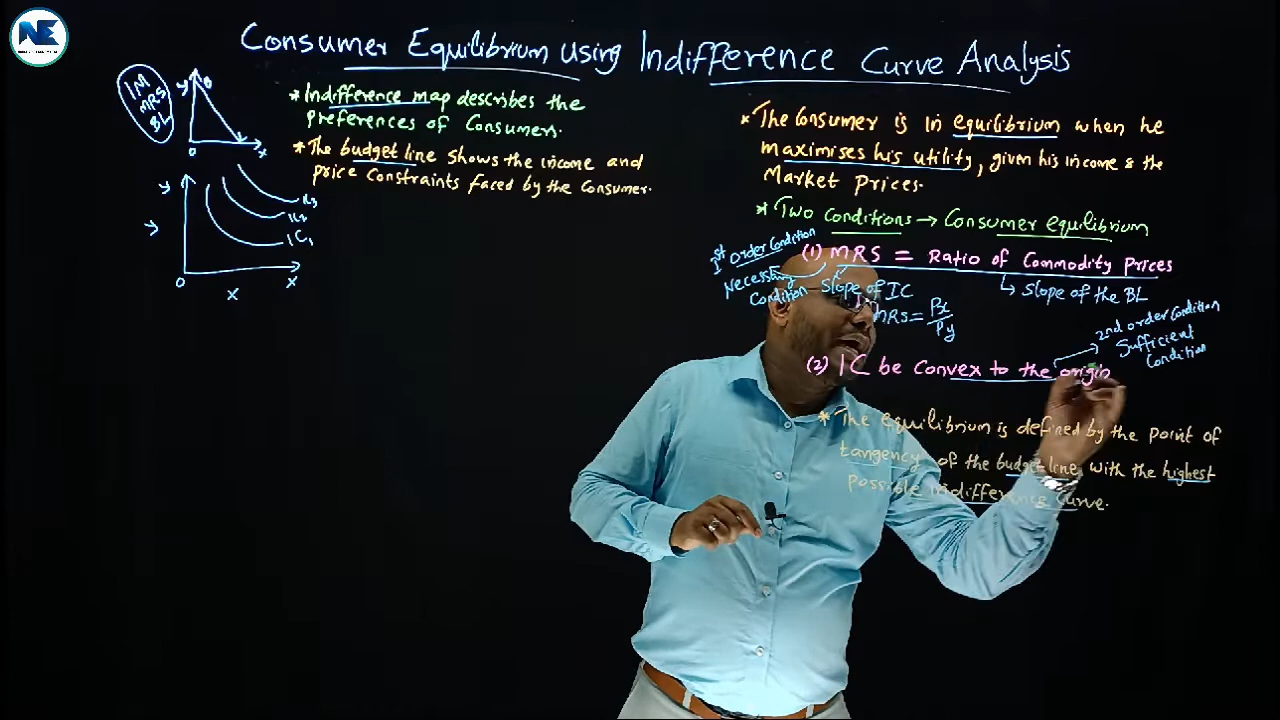 NE
Consumer Equilibrium using Indifference Curve Analysis
IM
MRS
BL
y
B
O
x
y
IC3
IC2
IC1
O
X
x
* Indifference map describes the
preferences of Consumers.
* The budget line shows the income and
price constraints faced by the Consumer.
* The Consumer is in equilibrium when he
maximises his utility, given his income & the
Market Prices.
* Two Conditions → Consumer equilibrium
1st Order Condition
(1) MRS = Ratio of Commodity Prices
Necessary
Condition
Slope of IC
Slope of the BL
MRS = Px/Py
2nd order Condition
Sufficient
Condition
(2) IC be Convex to the origin
* The equilibrium is defined by the point of
tangency of the budget line with the highest
possible indifference curve.